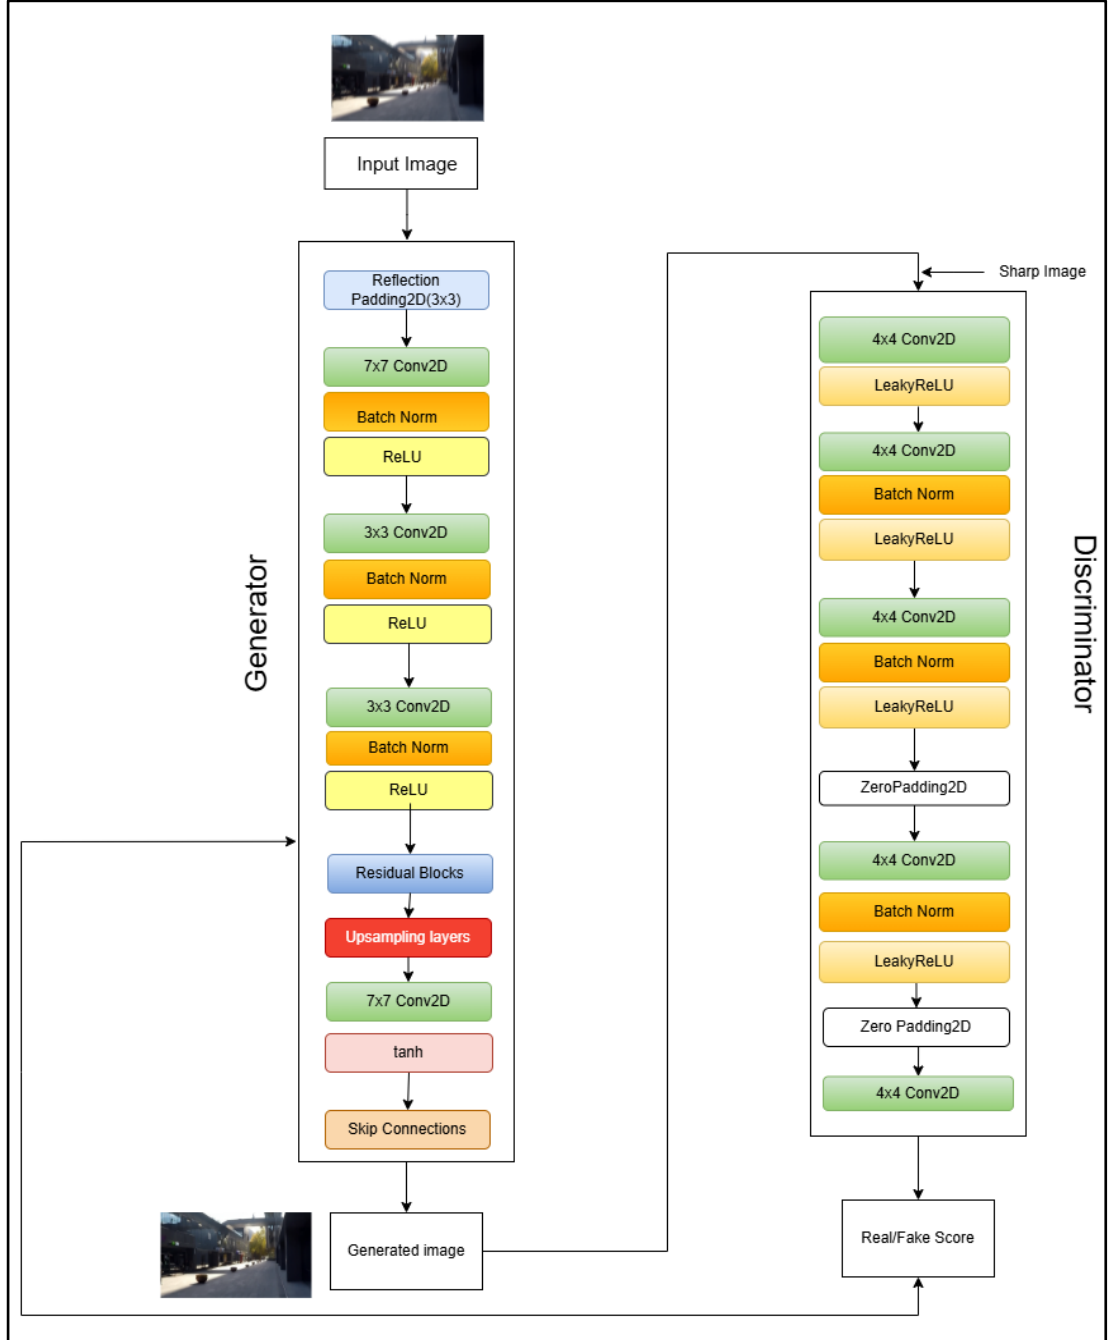 Input Image
Generator
Reflection
Padding2D(3x3)
7x7 Conv2D
Batch Norm
ReLU
3x3 Conv2D
Batch Norm
ReLU
3x3 Conv2D
Batch Norm
ReLU
Residual Blocks
Upsampling layers
7x7 Conv2D
tanh
Skip Connections
Generated image
Sharp Image
Discriminator
4x4 Conv2D
LeakyReLU
4x4 Conv2D
Batch Norm
LeakyReLU
4x4 Conv2D
Batch Norm
LeakyReLU
ZeroPadding2D
4x4 Conv2D
Batch Norm
LeakyReLU
Zero Padding2D
4x4 Conv2D
Real/Fake Score